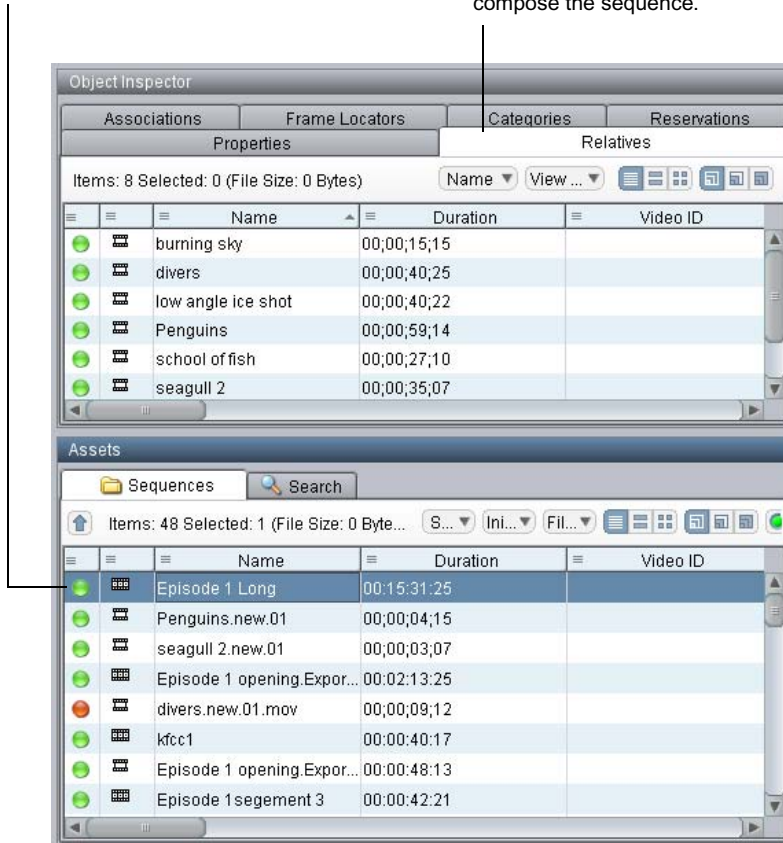 compose the sequence.
Object Inspector
Associations Frame Locators Categories Reservations
Properties Relatives
Items: 8 Selected: 0 (File Size: 0 Bytes) Name View ...
Name Duration Video ID
burning sky 00;00;15;15
divers 00;00;40;25
low angle ice shot 00;00;40;22
Penguins 00;00;59;14
school of fish 00;00;27;10
seagull 2 00;00;35;07
Assets
Sequences Search
Items: 48 Selected: 1 (File Size: 0 Byte... S... Ini... Fil...
Name Duration Video ID
Episode 1 Long 00:15:31:25
Penguins.new.01 00;00;04;15
seagull 2.new.01 00;00;03;07
Episode 1 opening.Expor... 00:02:13:25
divers.new.01.mov 00;00;09;12
kfcc1 00:00:40:17
Episode 1 opening.Expor... 00:00:48:13
Episode 1segement 3 00:00:42:21